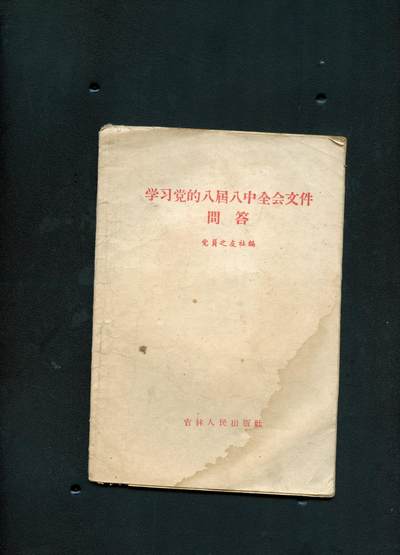 学习党的八届八中全会文件
問答
党員之友社編
吉林人民出版社